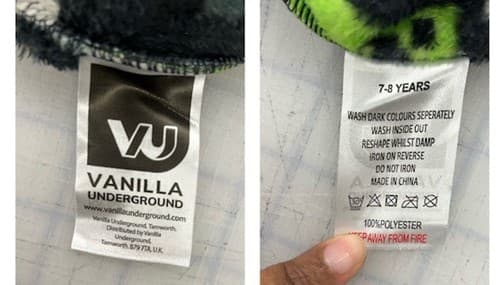 VU
VANILLA
UNDERGROUND
www.vanillaunderground.com
Vanilla Underground, Tamworth.
Distributed by Vanilla
Underground,
Tamworth. B79 7TA, U.K.
7-8 YEARS
WASH DARK COLOURS SEPERATELY
WASH INSIDE OUT
RESHAPE WHILST DAMP
IRON ON REVERSE
DO NOT IRON
MADE IN CHINA
100%POLYESTER
KEEP AWAY FROM FIRE